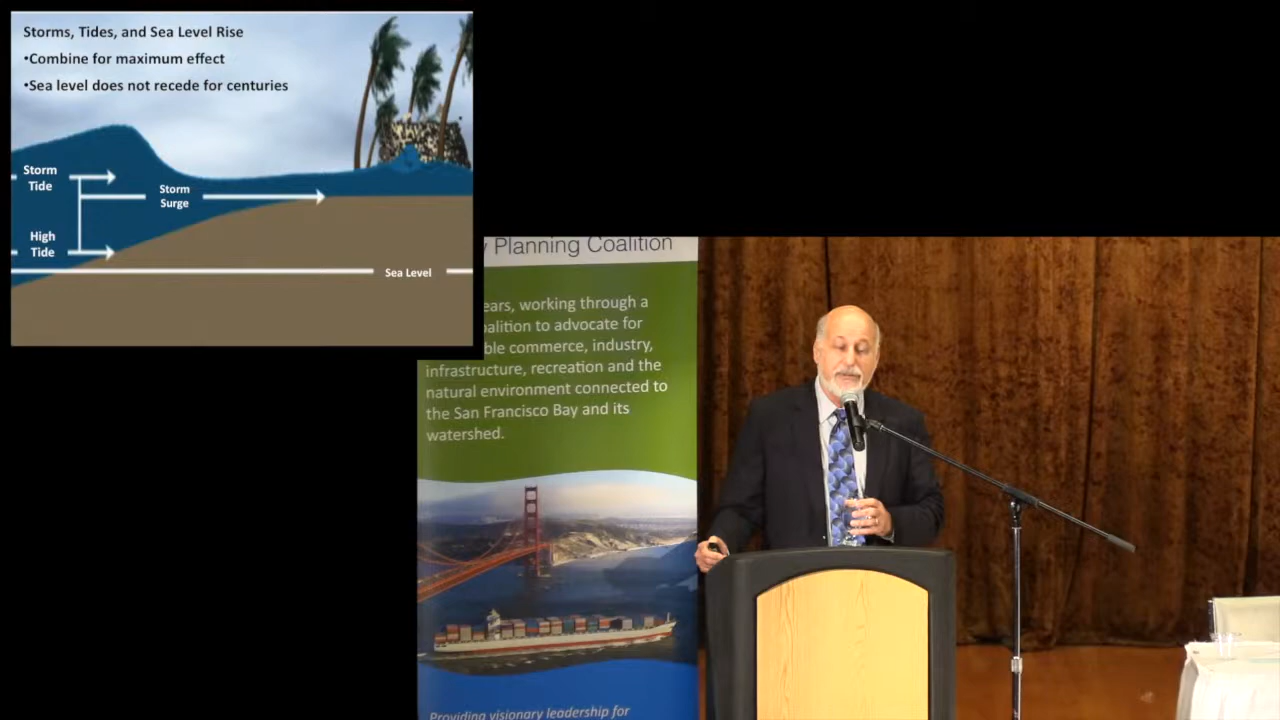 Storms, Tides, and Sea Level Rise
•Combine for maximum effect
•Sea level does not recede for centuries
Storm
Tide
Storm
Surge
High
Tide
Sea Level
Planning Coalition
working through a
to advocate for
commerce, industry,
infrastructure, recreation and the
natural environment connected to
the San Francisco Bay and its
watershed.
Providing visionary leadership for